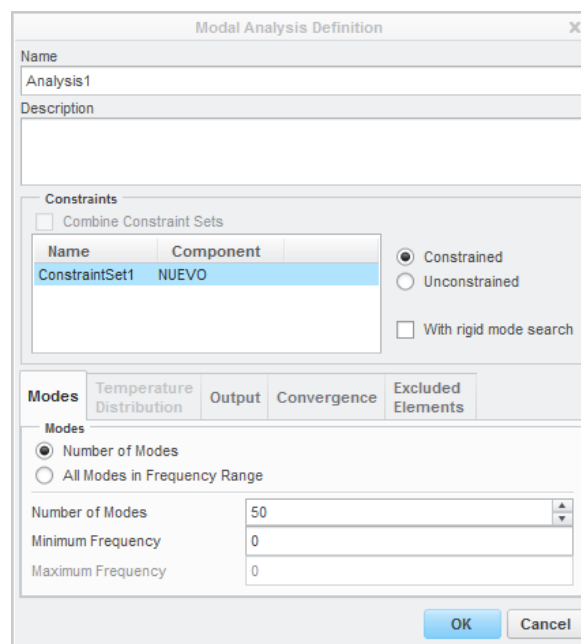 Modal Analysis Definition
Name
Analysis1
Description
Constraints
Combine Constraint Sets
Name Component
ConstraintSet1 NUEVO
Constrained
Unconstrained
With rigid mode search
Modes Temperature Distribution Output Convergence Excluded Elements
Modes
Number of Modes
All Modes in Frequency Range
Number of Modes 50
Minimum Frequency 0
Maximum Frequency 0
OK Cancel